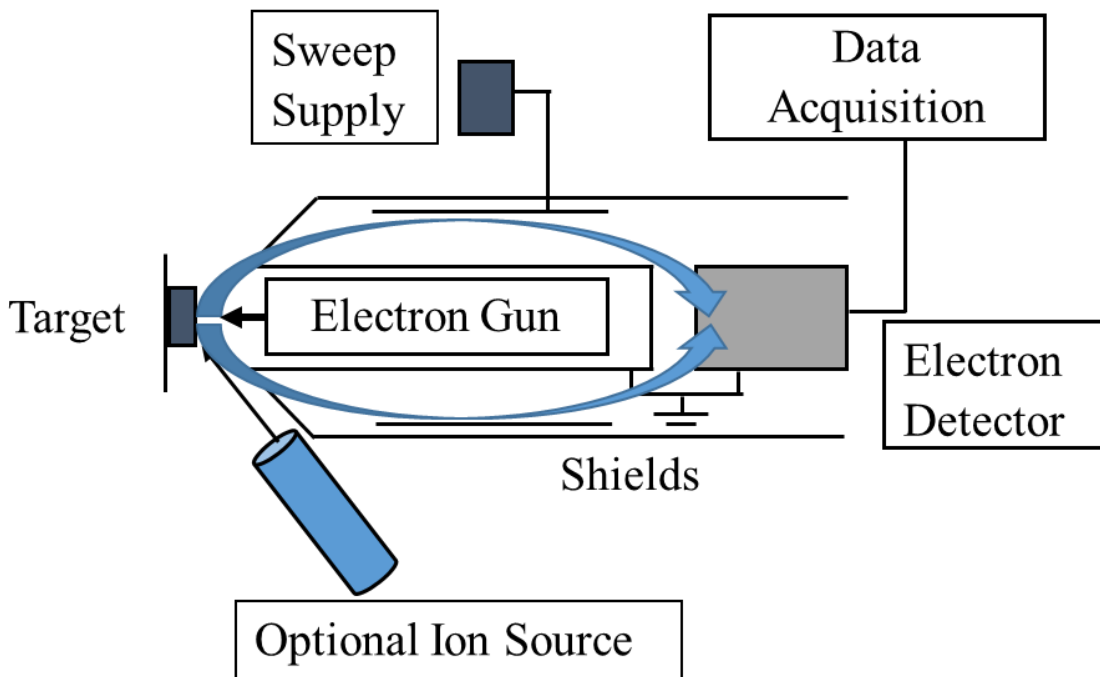 Sweep
Supply
Data
Acquisition
Target
Electron Gun
Electron
Detector
Shields
Optional Ion Source